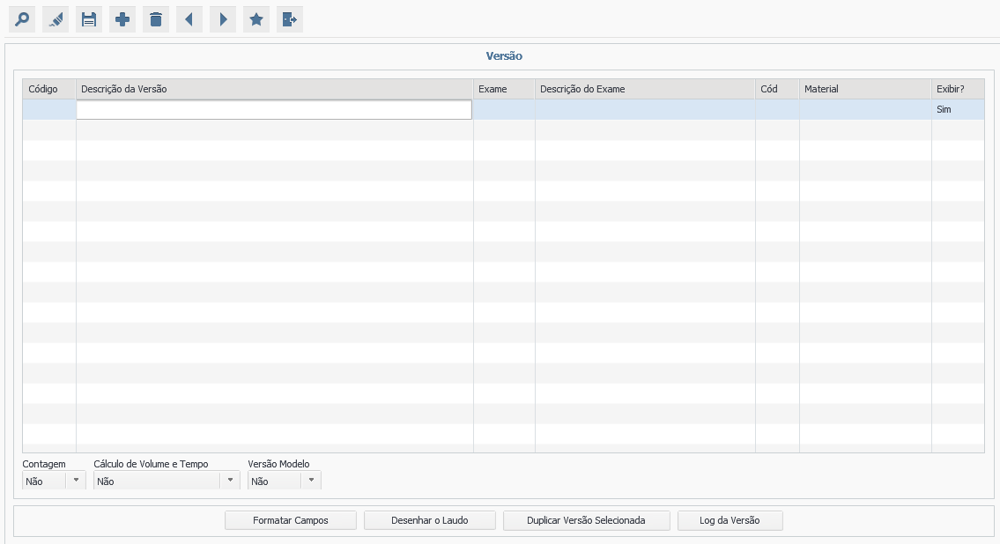 Versão
Código Descrição da Versão Exame Descrição do Exame Cód Material Exibir?
Sim
Contagem Cálculo de Volume e Tempo Versão Modelo
Não Não Não
Formatar Campos Desenhar o Laudo Duplicar Versão Selecionada Log da Versão